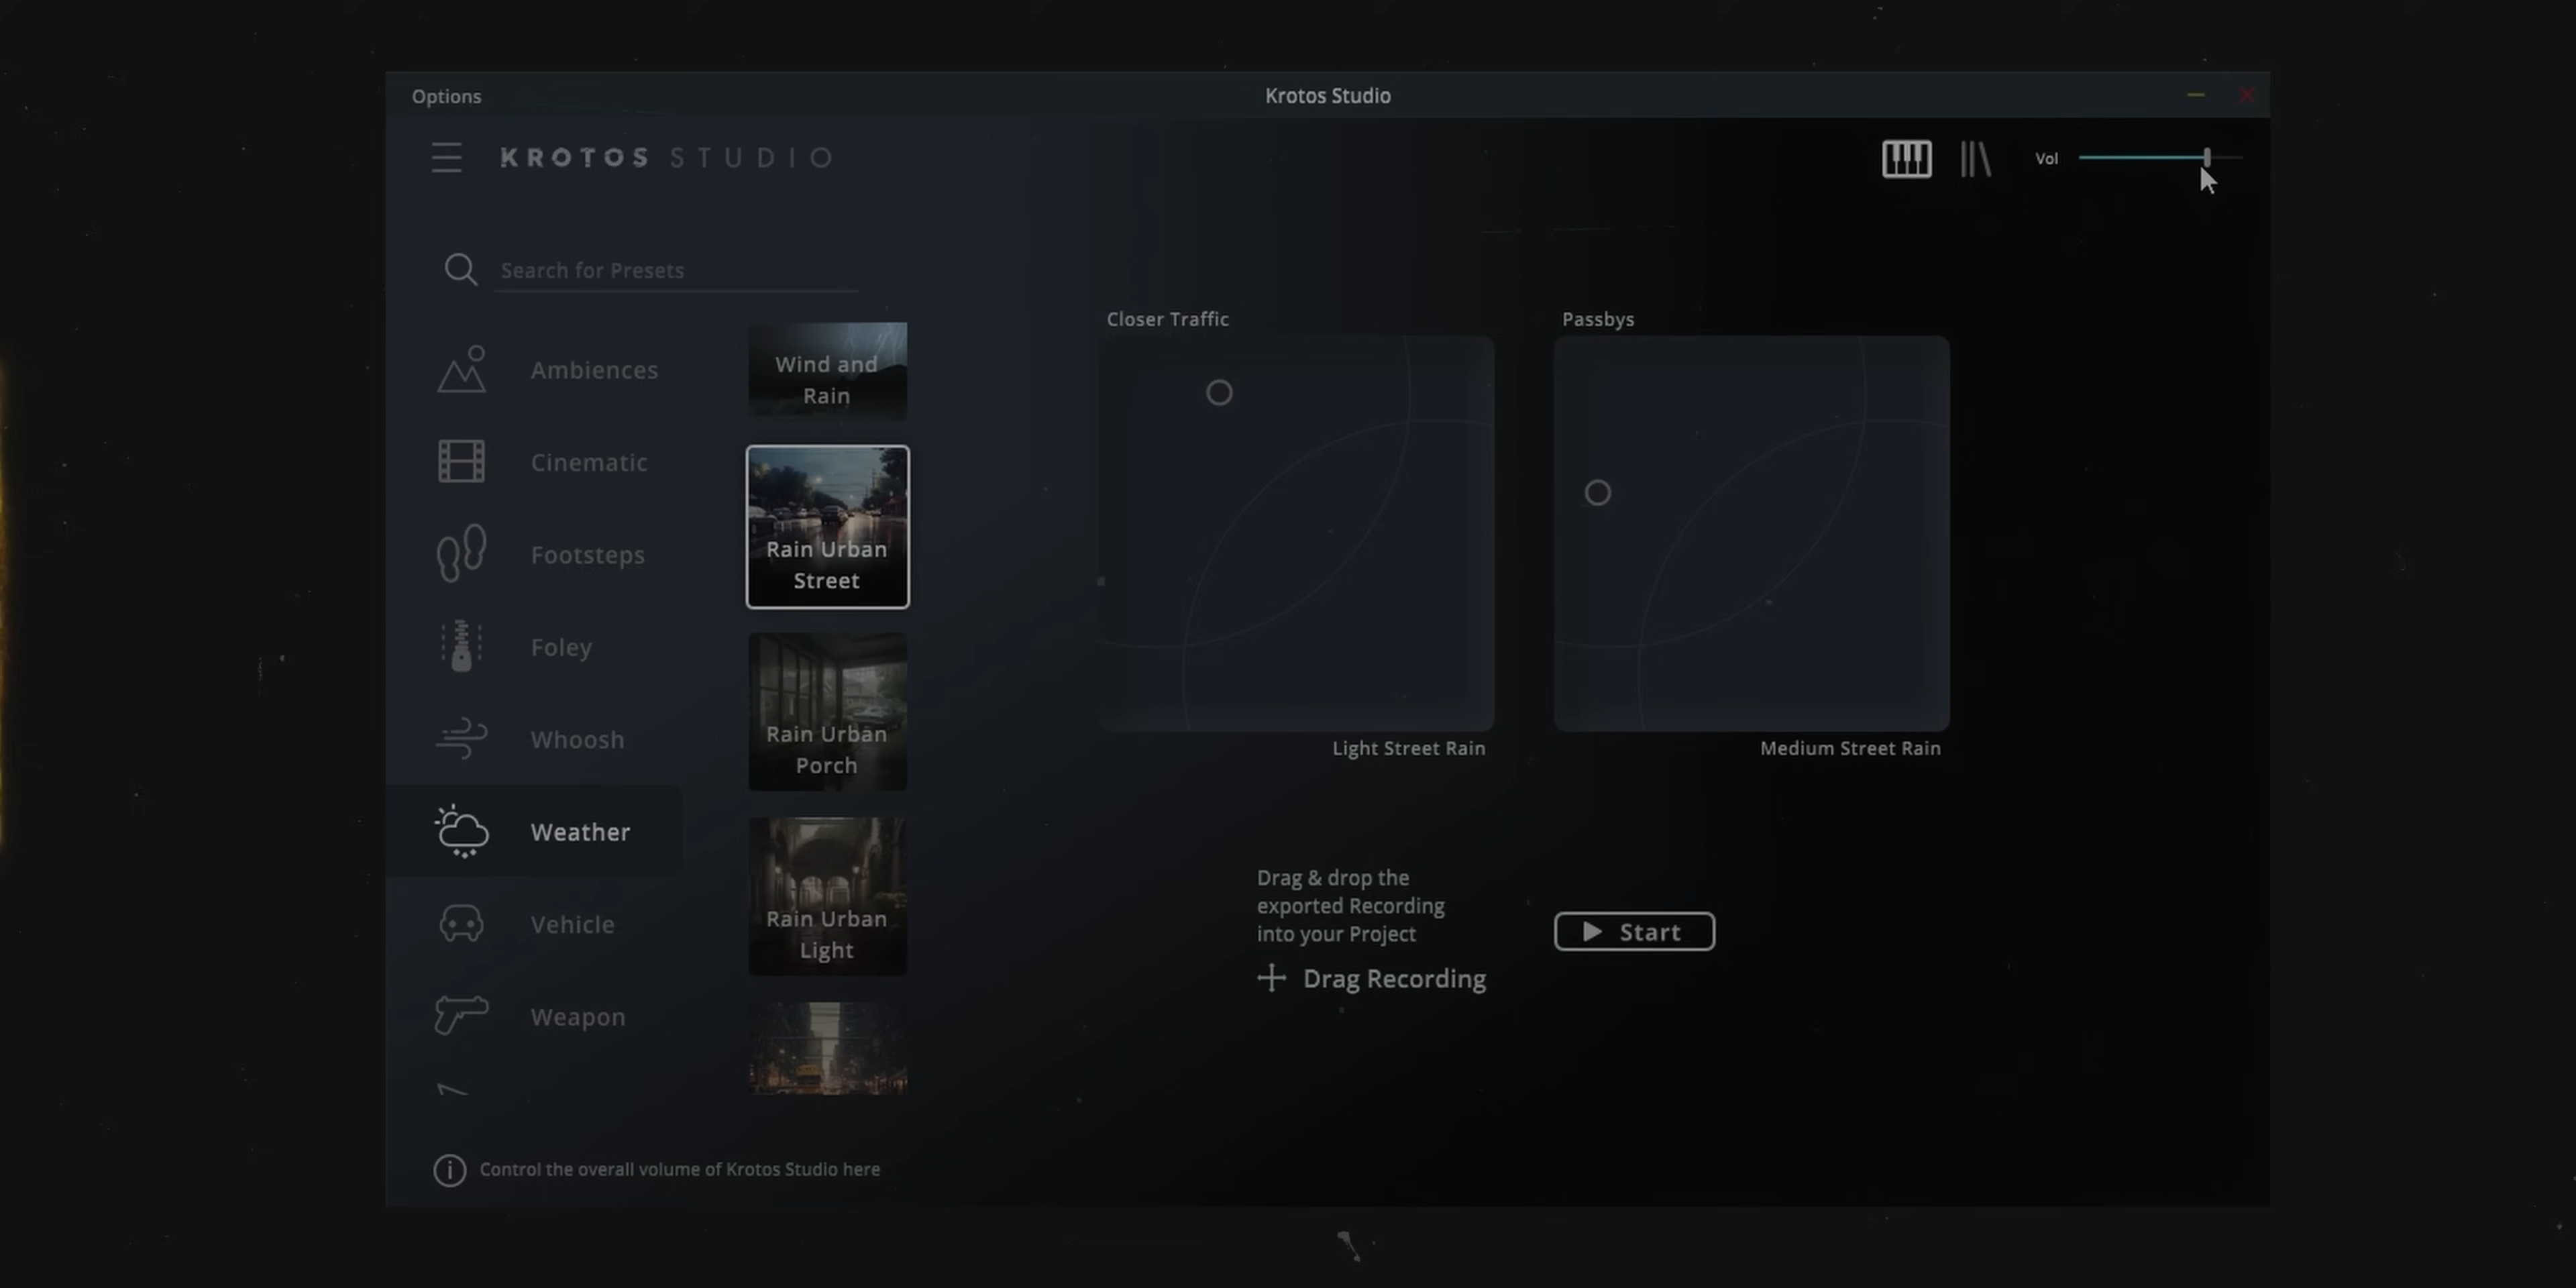 Options
Krotos Studio
KROTOS STUDIO
Vol
Search for Presets
Ambiences
Cinematic
Footsteps
Foley
Whoosh
Weather
Vehicle
Weapon
Wind and
Rain
Rain Urban
Street
Rain Urban
Porch
Rain Urban
Light
Closer Traffic
Light Street Rain
Passbys
Medium Street Rain
Drag & drop the
exported Recording
into your Project
Drag Recording
Start
Control the overall volume of Krotos Studio here